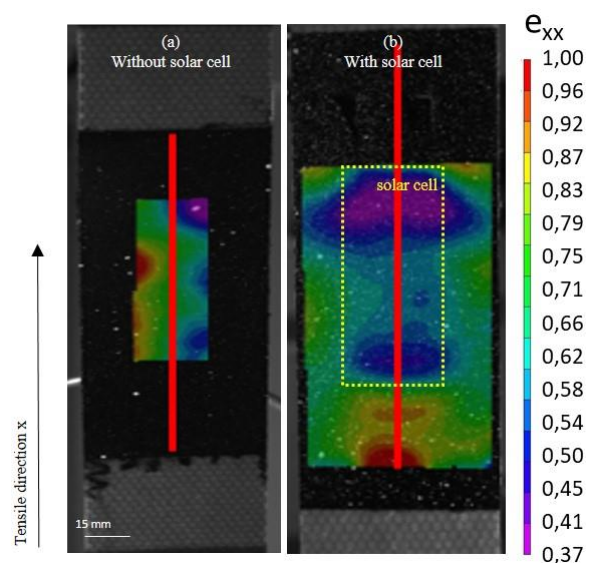 (a)
Without solar cell
(b)
With solar cell
solar cell
Tensile direction x
15 mm
exx
1,00
0,96
0,92
0,87
0,83
0,79
0,75
0,71
0,66
0,62
0,58
0,54
0,50
0,45
0,41
0,37